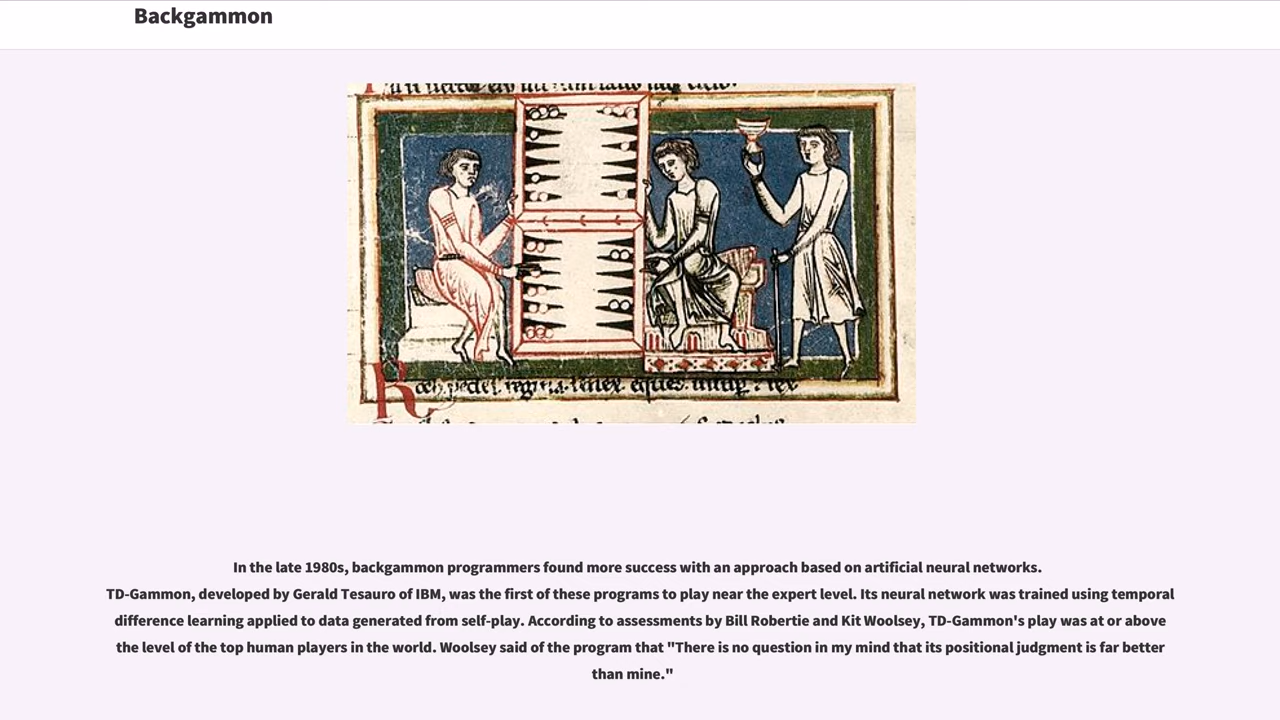 Backgammon
In the late 1980s, backgammon programmers found more success with an approach based on artificial neural networks.
TD-Gammon, developed by Gerald Tesauro of IBM, was the first of these programs to play near the expert level. Its neural network was trained using temporal
difference learning applied to data generated from self-play. According to assessments by Bill Robertie and Kit Woolsey, TD-Gammon's play was at or above
the level of the top human players in the world. Woolsey said of the program that "There is no question in my mind that its positional judgment is far better
than mine."